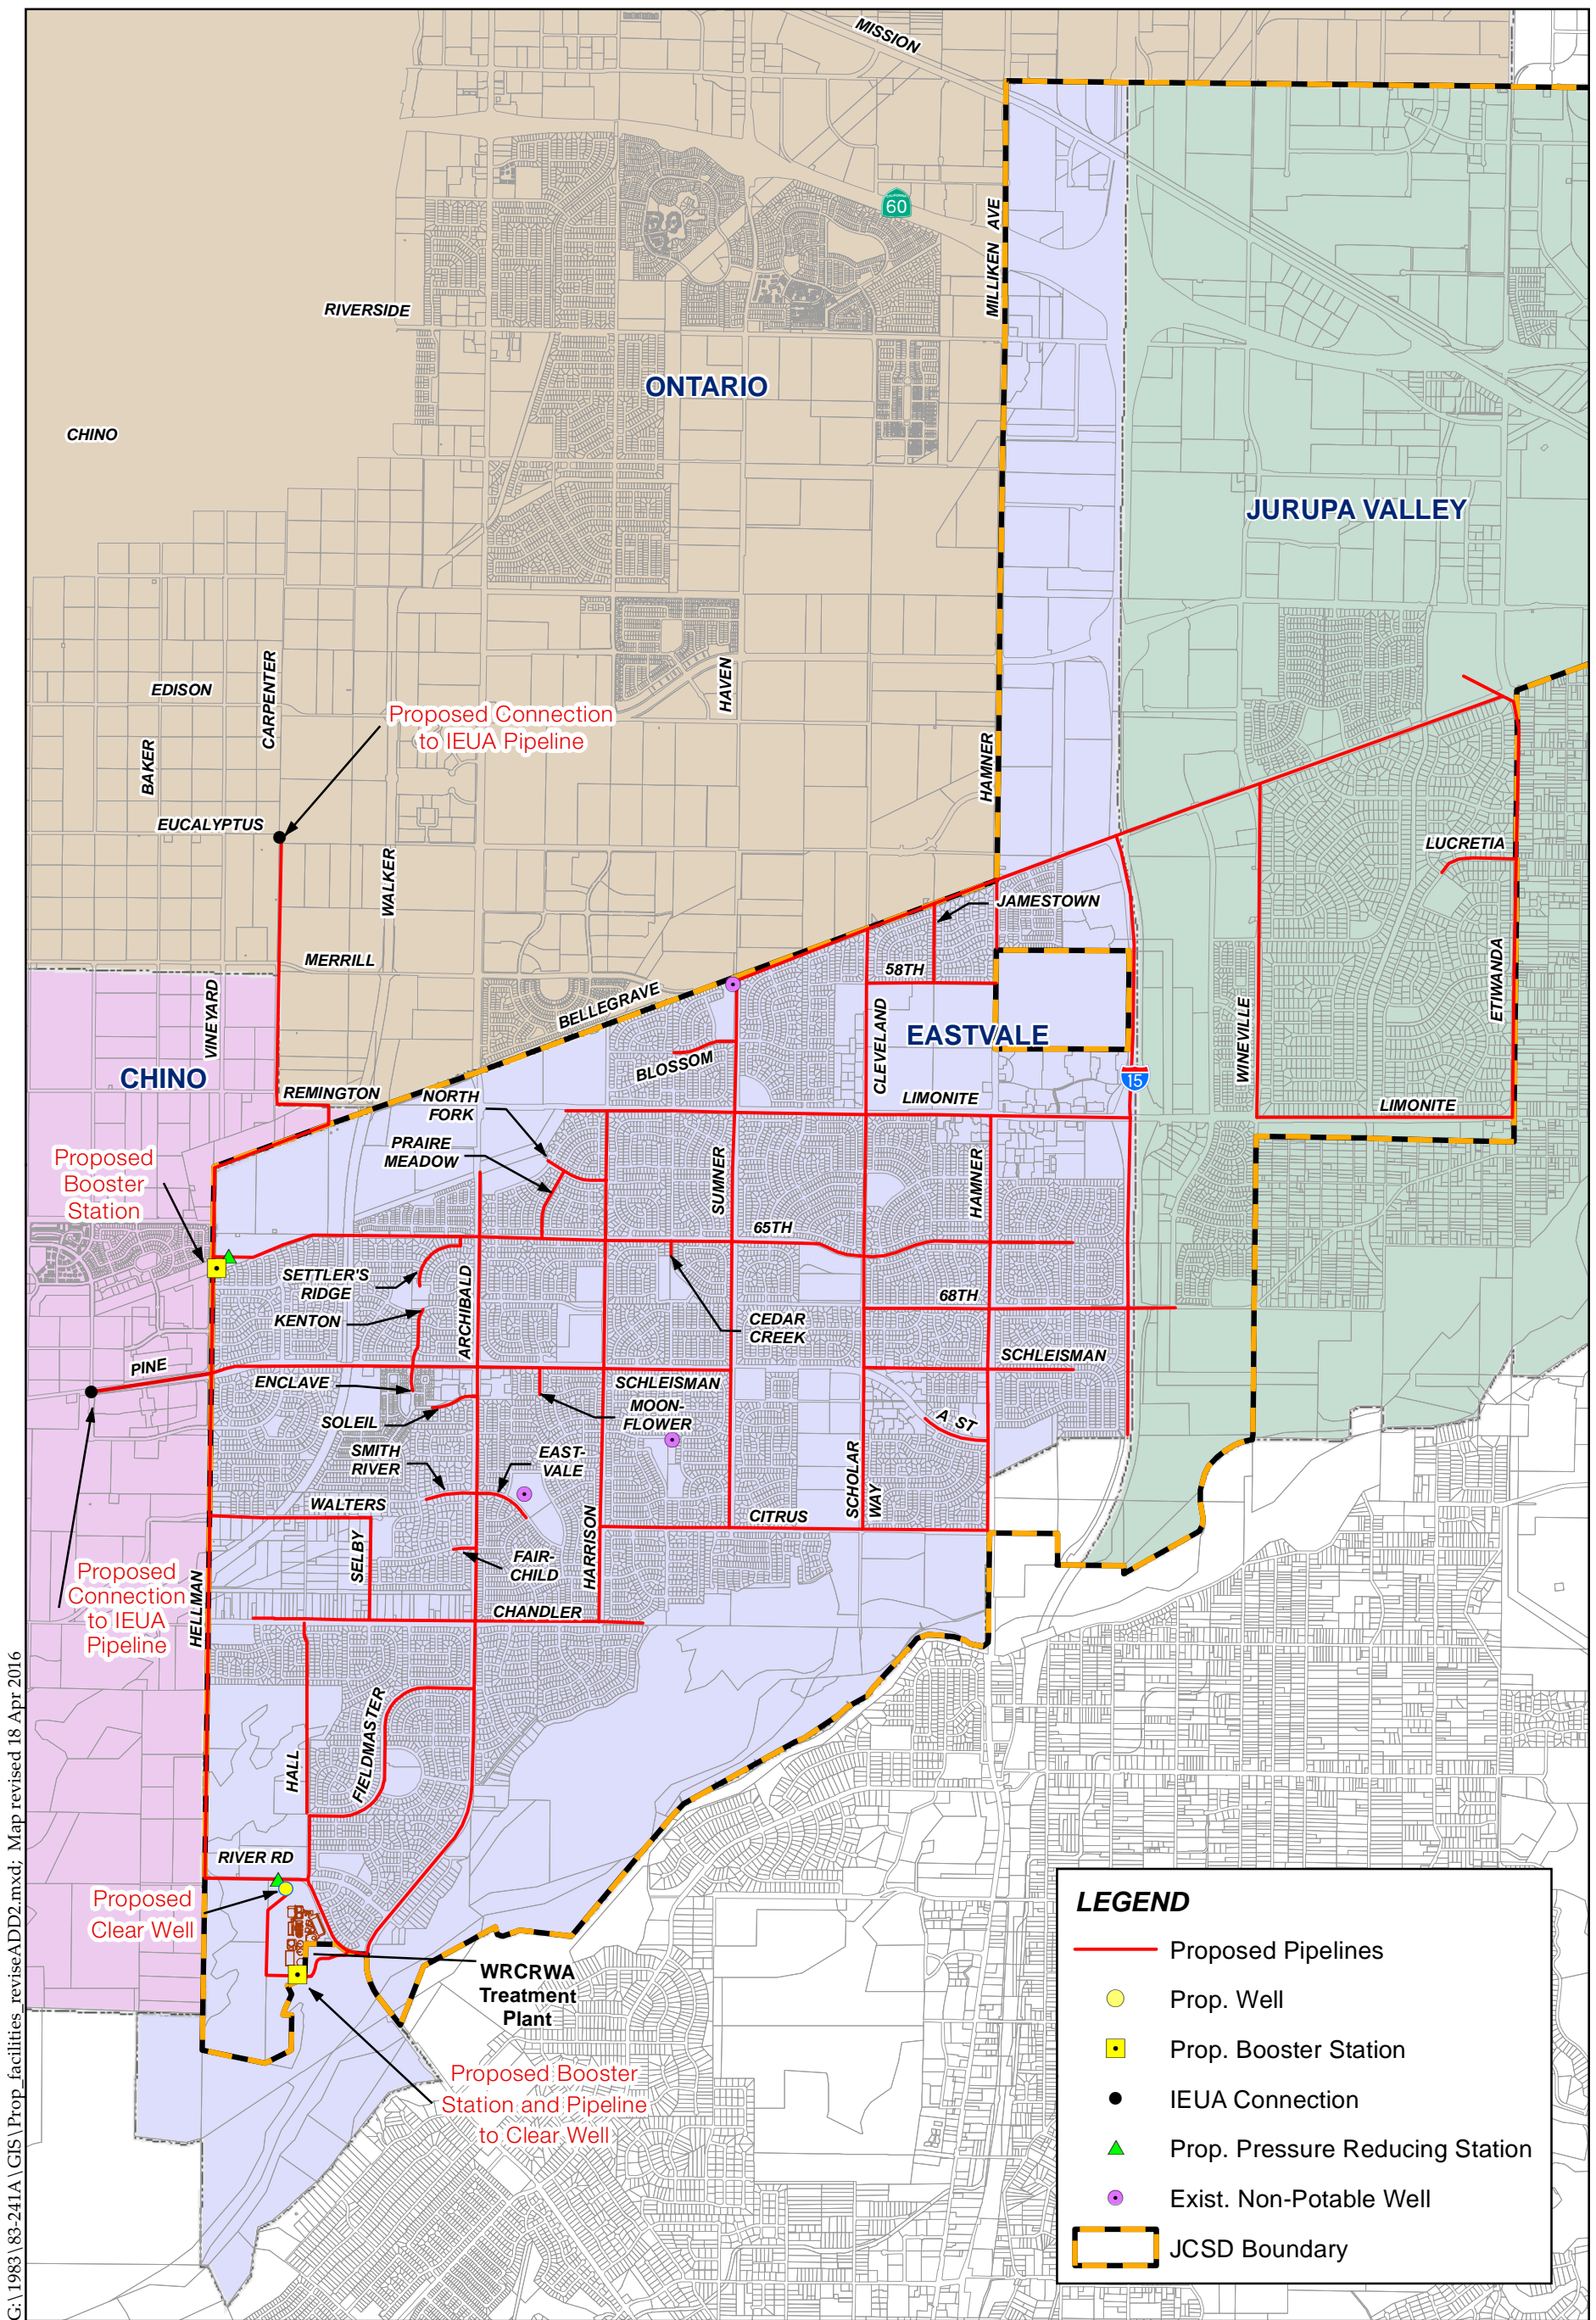 MISSION
60
MILLIKEN AVE
RIVERSIDE
ONTARIO
CHINO
JURUPA VALLEY
EDISON
CARPENTER
HAVEN
Proposed Connection
to IEUA Pipeline
BAKER
HAMNER
EUCALYPTUS
WALKER
LUCRETIA
JAMESTOWN
MERRILL
58TH
VINEYARD
BELLEGRAVE
CLEVELAND
EASTVALE
WINEVILLE
ETIWANDA
BLOSSOM
CHINO
15
REMINGTON
NORTH
FORK
LIMONITE
LIMONITE
PRAIRE
MEADOW
Proposed
Booster
Station
SUMNER
HAMNER
65TH
SETTLER'S
RIDGE
ARCHIBALD
68TH
KENTON
CEDAR
CREEK
PINE
SCHLEISMAN
ENCLAVE
SCHLEISMAN
SOLEIL
MOON-
FLOWER
A ST
SMITH
RIVER
EAST-
VALE
SCHOLAR
WAY
WALTERS
CITRUS
SELBY
HARRISON
FAIR-
CHILD
Proposed
Connection
to IEUA
Pipeline
HELLMAN
CHANDLER
FIELDMASTER
HALL
RIVER RD
Proposed
Clear Well
WRCRWA
Treatment
Plant
Proposed Booster
Station and Pipeline
to Clear Well
LEGEND
Proposed Pipelines
Prop. Well
Prop. Booster Station
IEUA Connection
Prop. Pressure Reducing Station
Exist. Non-Potable Well
JCSD Boundary
G:\1983\83-241A\GIS\Prop_facilities_reviseADD2.mxd; Map revised 18 Apr 2016